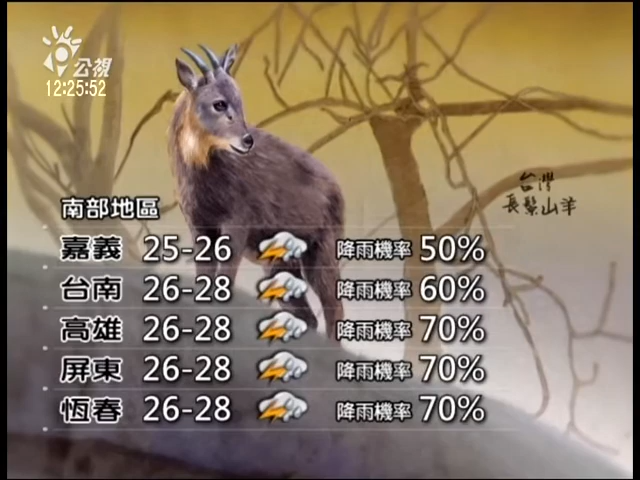 公視
12:25:52
台灣
長鬃山羊
南部地區
嘉義 25-26 降雨機率 50%
台南 26-28 降雨機率 60%
高雄 26-28 降雨機率 70%
屏東 26-28 降雨機率 70%
恆春 26-28 降雨機率 70%